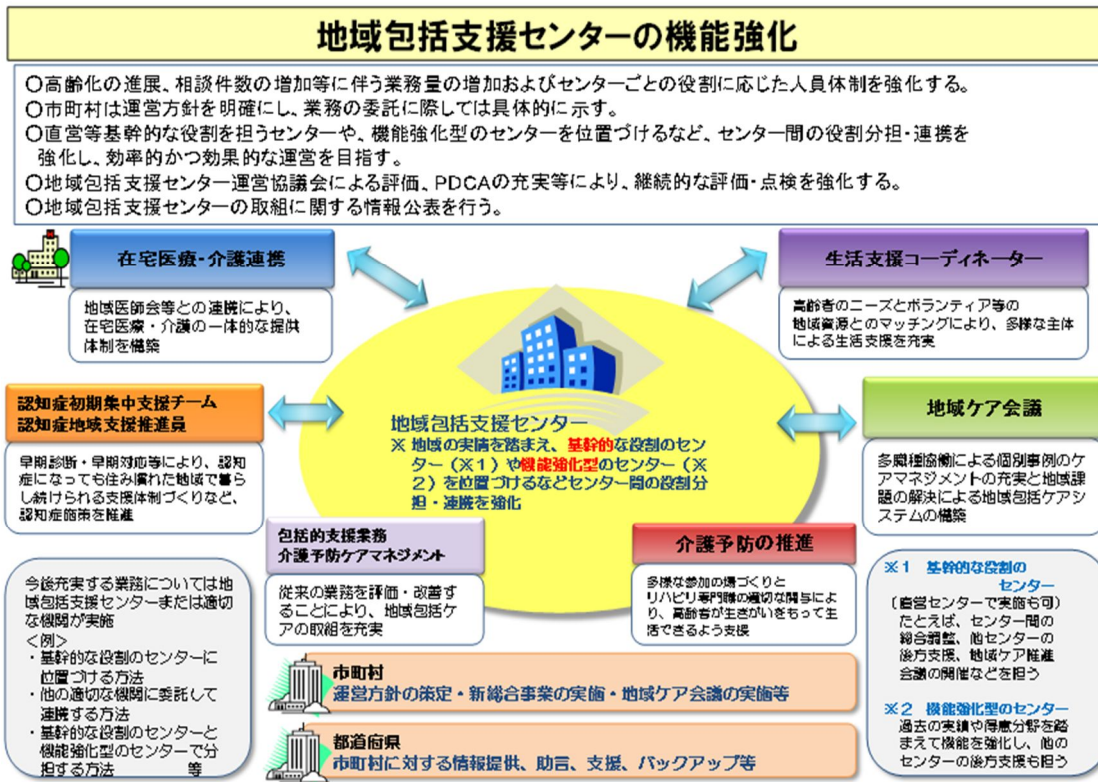 地域包括支援センターの機能強化
○高齢化の進展、相談件数の増加等に伴う業務量の増加およびセンターごとの役割に応じた人員体制を強化する。
○市町村は運営方針を明確にし、業務の委託に際しては具体的に示す。
○直営等基幹的な役割を担うセンターや、機能強化型のセンターを位置づけるなど、センター間の役割分担・連携を
強化し、効率的かつ効果的な運営を目指す。
○地域包括支援センター運営協議会による評価、PDCAの充実等により、継続的な評価・点検を強化する。
○地域包括支援センターの取組に関する情報公表を行う。
在宅医療・介護連携
地域医師会等との連携により、
在宅医療・介護の一体的な提供
体制を構築
生活支援コーディネーター
高齢者のニーズとボランティア等の
地域資源とのマッチングにより、多様な主体
による生活支援を充実
認知症初期集中支援チーム
認知症地域支援推進員
早期診断・早期対応等により、認知
症になっても住み慣れた地域で暮ら
し続けられる支援体制づくりなど、
認知症施策を推進
地域包括支援センター
※ 地域の実情を踏まえ、基幹的な役割のセン
ター（※１）や機能強化型のセンター（※
２）を位置づけるなどセンター間の役割分
担・連携を強化
地域ケア会議
多職種協働による個別事例のケ
アマネジメントの充実と地域課
題の解決による地域包括ケアシ
ステムの構築
包括的支援業務
介護予防ケアマネジメント
従来の業務を評価・改善す
ることにより、地域包括ケ
アの取組を充実
介護予防の推進
多様な参加の場づくりと
リハビリ専門職の適切な関与によ
り、高齢者が生きがいをもって生
活できるよう支援
今後充実する業務については地
域包括支援センターまたは適切
な機関が実施
＜例＞
・基幹的な役割のセンターに
位置づける方法
・他の適切な機関に委託して
連携する方法
・基幹的な役割のセンターと
機能強化型のセンターで分
担する方法 等
市町村
運営方針の策定・新総合事業の実施・地域ケア会議の実施等
都道府県
市町村に対する情報提供、助言、支援、バックアップ等
※１ 基幹的な役割の
センター
（直営センターで実施も可）
たとえば、センター間の
総合調整、他センターの
後方支援、地域ケア推進
会議の開催などを担う
※２ 機能強化型のセンター
過去の実績や得意分野を踏
まえて機能を強化し、他の
センターの後方支援も担う